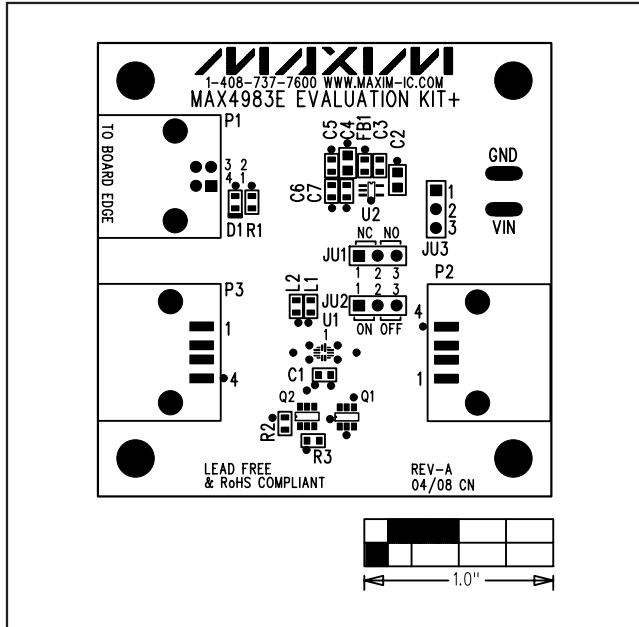 MAXIM
1-408-737-7600 WWW.MAXIM-IC.COM
MAX4983E EVALUATION KIT+
P1
TO BOARD EDGE
3 2
4 1
D1 R1
C5
C4
FB1
C3
C2
C6
C7
U2
GND
VIN
1
2
3
JU3
NC NO
JU1
1 2 3
P2
P3
1
4
L2
L1
JU2
1 2 3
ON OFF
U1
1
C1
4
1
Q2
Q1
R2
R3
LEAD FREE
& RoHS COMPLIANT
REV-A
04/08 CN
1.0"